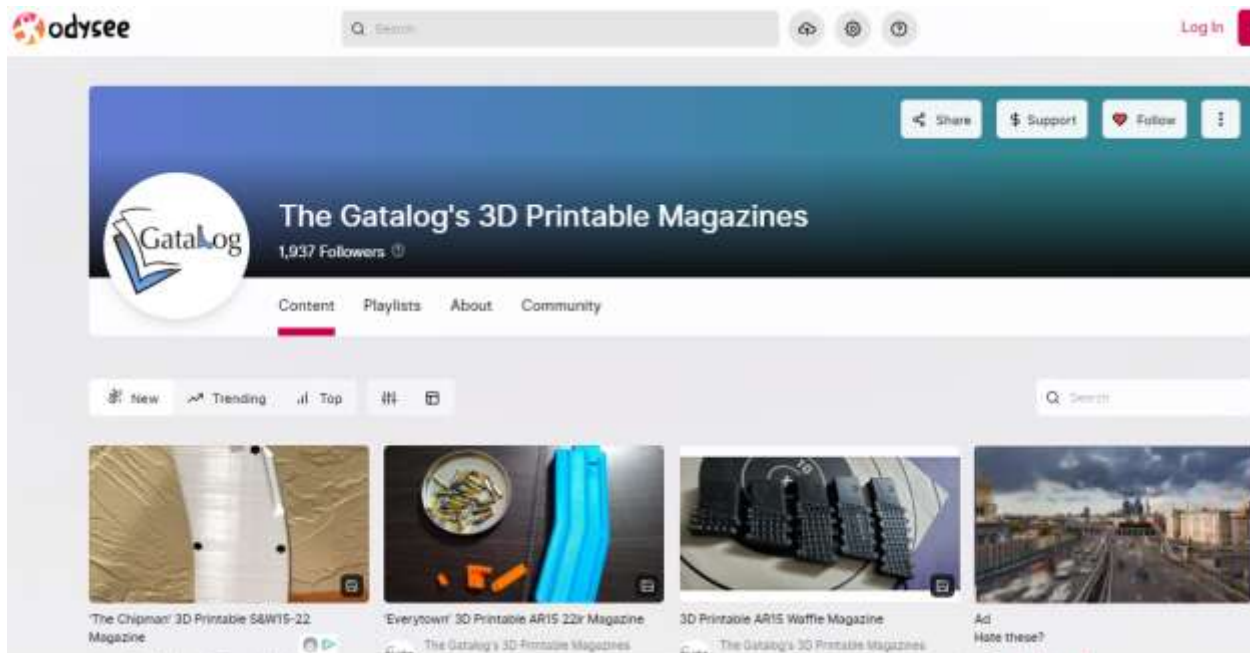 odysee
Search
Log In
Share
$ Support
Follow
GataLog
The Gatalog's 3D Printable Magazines
1,937 Followers
Content
Playlists
About
Community
New
Trending
Top
Search
'The Chipman' 3D Printable S&W15-22
Magazine
'Everytown' 3D Printable AR15 22lr Magazine
The Gatalog's 3D Printable Magazines
3D Printable AR15 Waffle Magazine
The Gatalog's 3D Printable Magazines
Ad
Hate these?